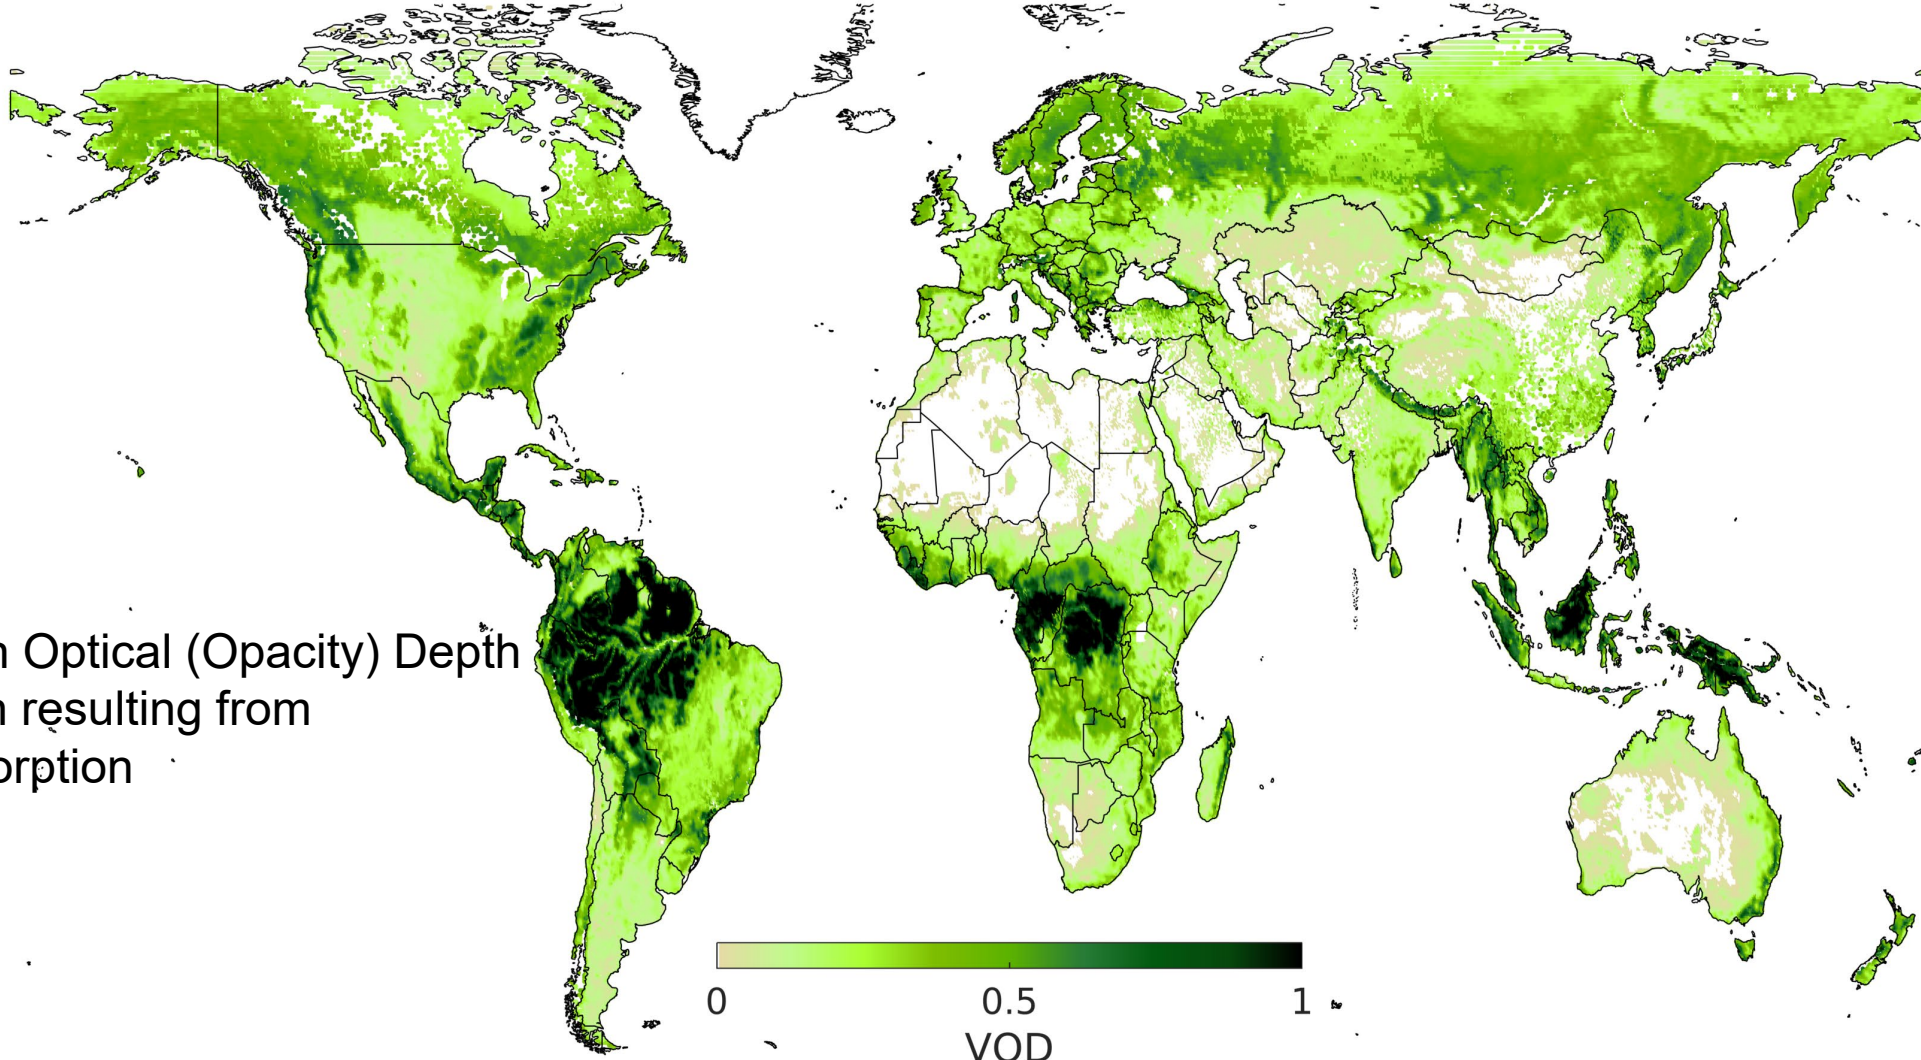 n Optical (Opacity) Depth
n resulting from
orption
0 0.5 1
VOD